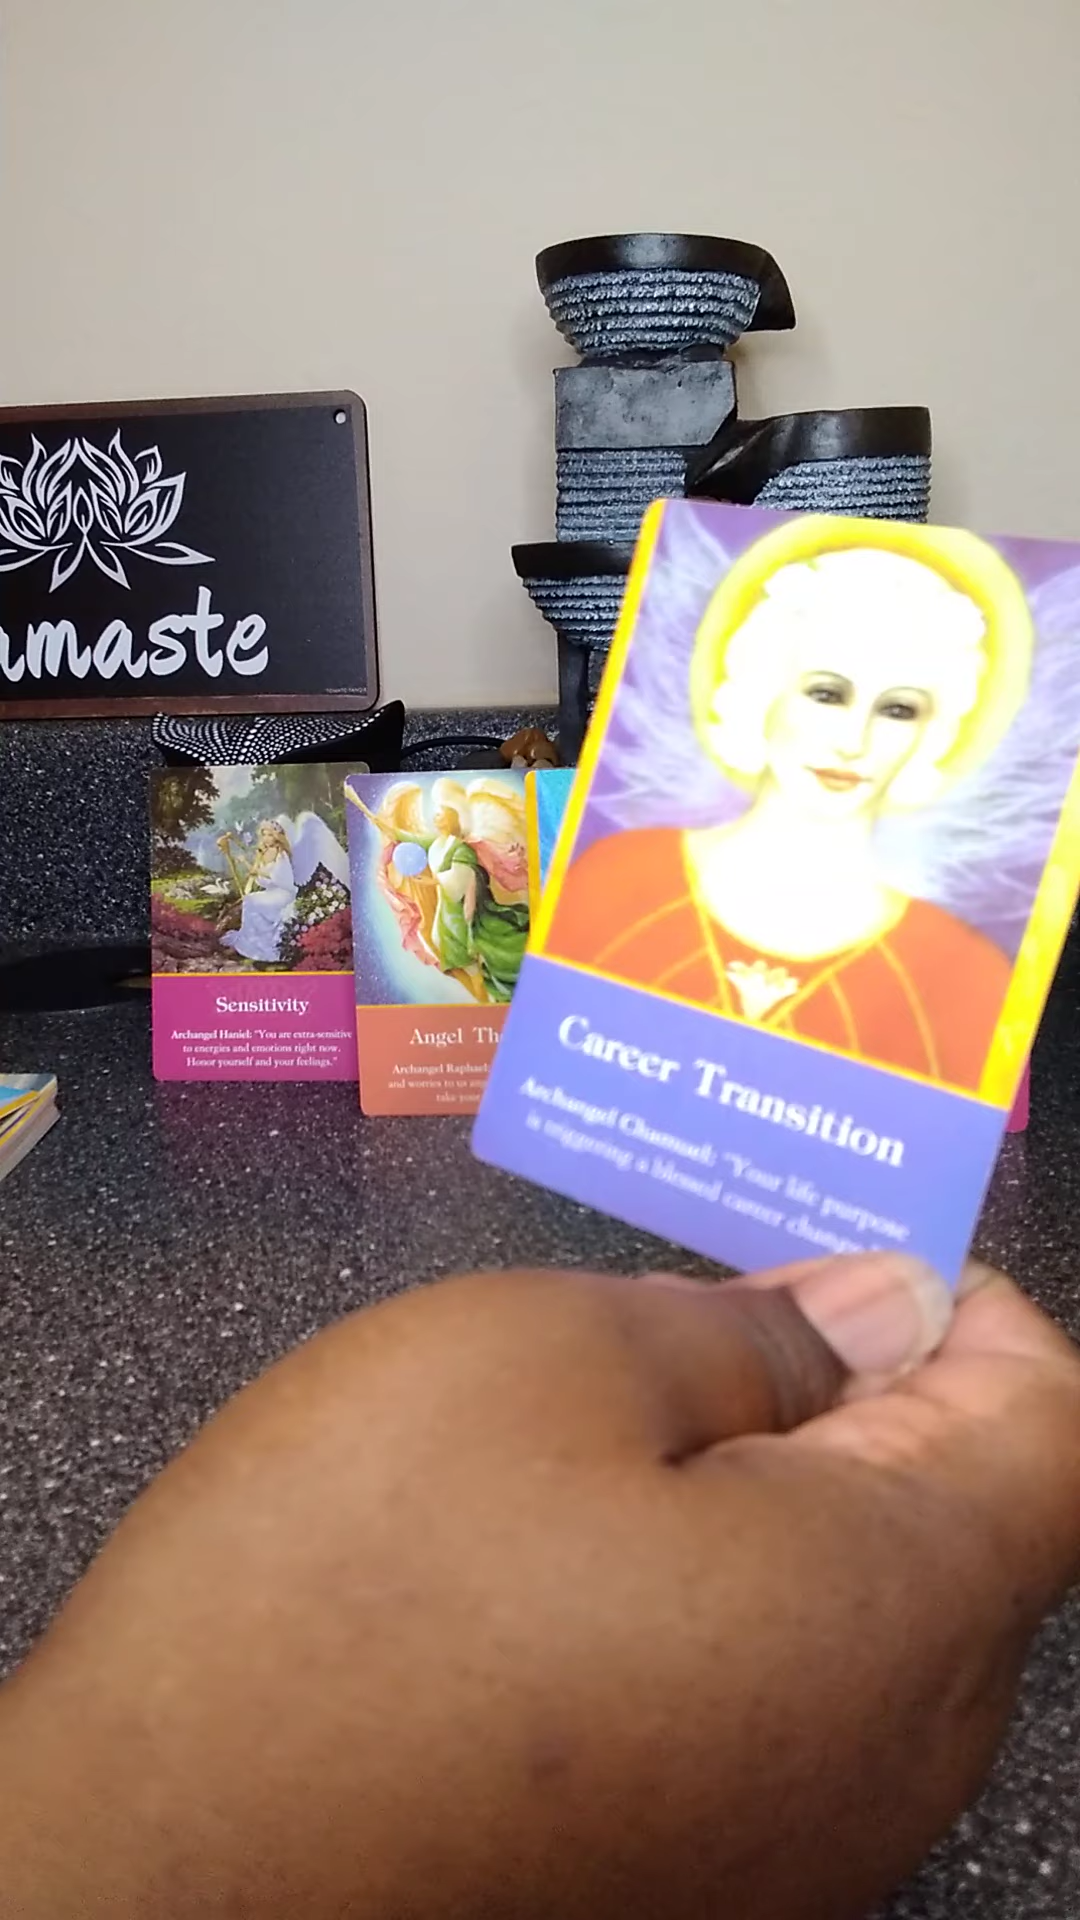 amaste
Sensitivity
Archangel Haniel: "You are extra-sensitive
to energies and emotions right now.
Honor yourself and your feelings."
Angel Th
Archangel Raphael:
and worries to us
take your
Career Transition
Archangel Chamuel: "Your life purpose
is triggering a blessed career change